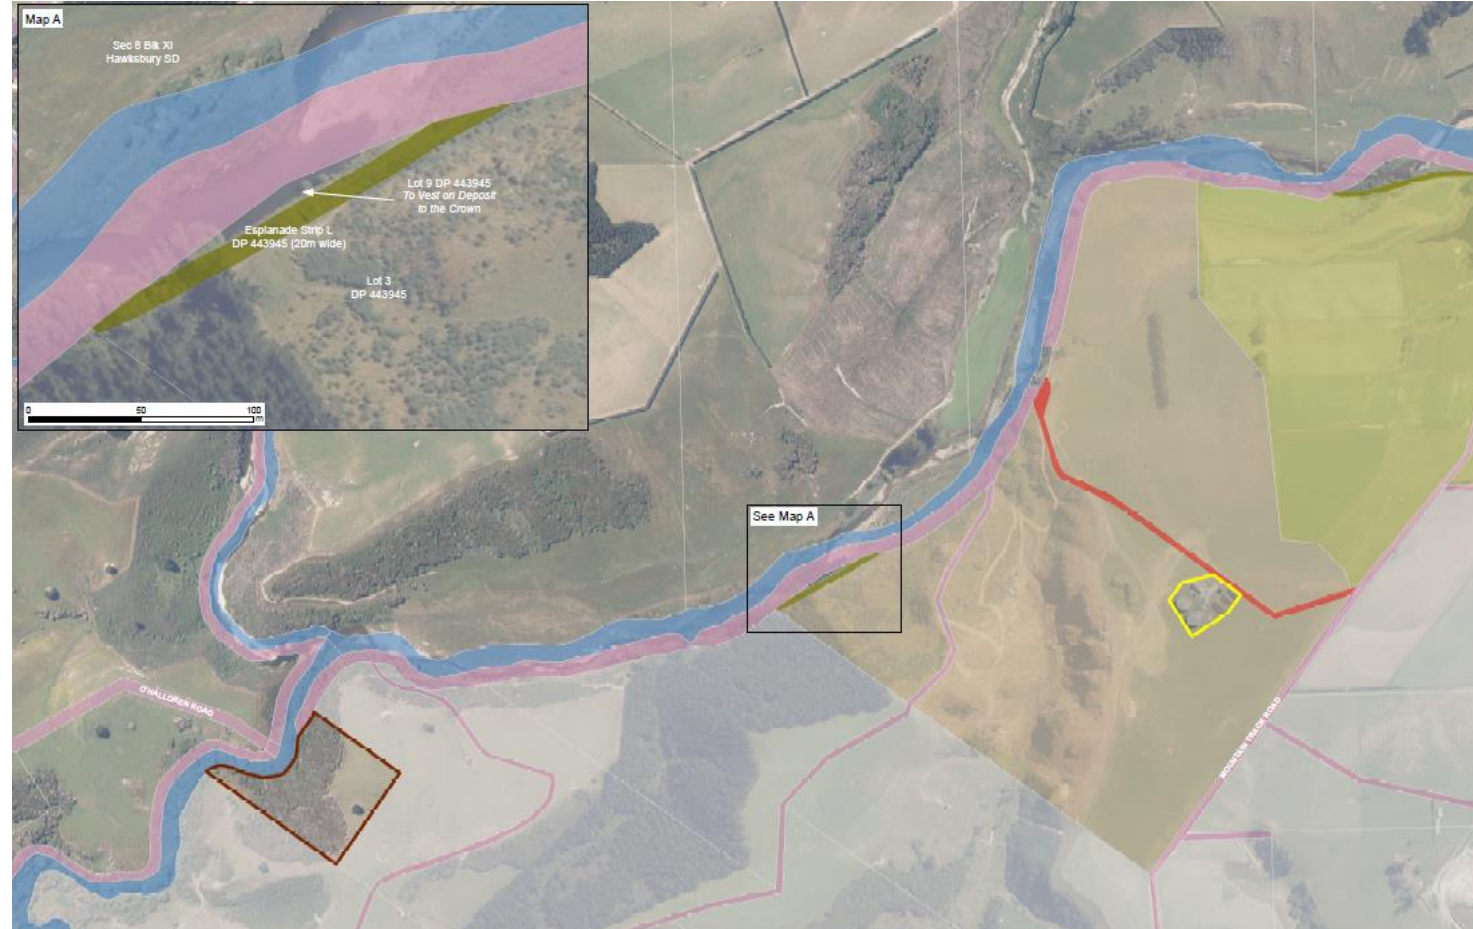 Map A
Sec 8 Blk XI
Hawksbury SD
Lot 9 DP 443945
To Vest on Deposit
to the Crown
Esplanade Strip L
DP 443945 (20m wide)
Lot 3
DP 443945
0 50 100
m
See Map A
O'HALLOREN ROAD
MOUNTAIN TRACK ROAD